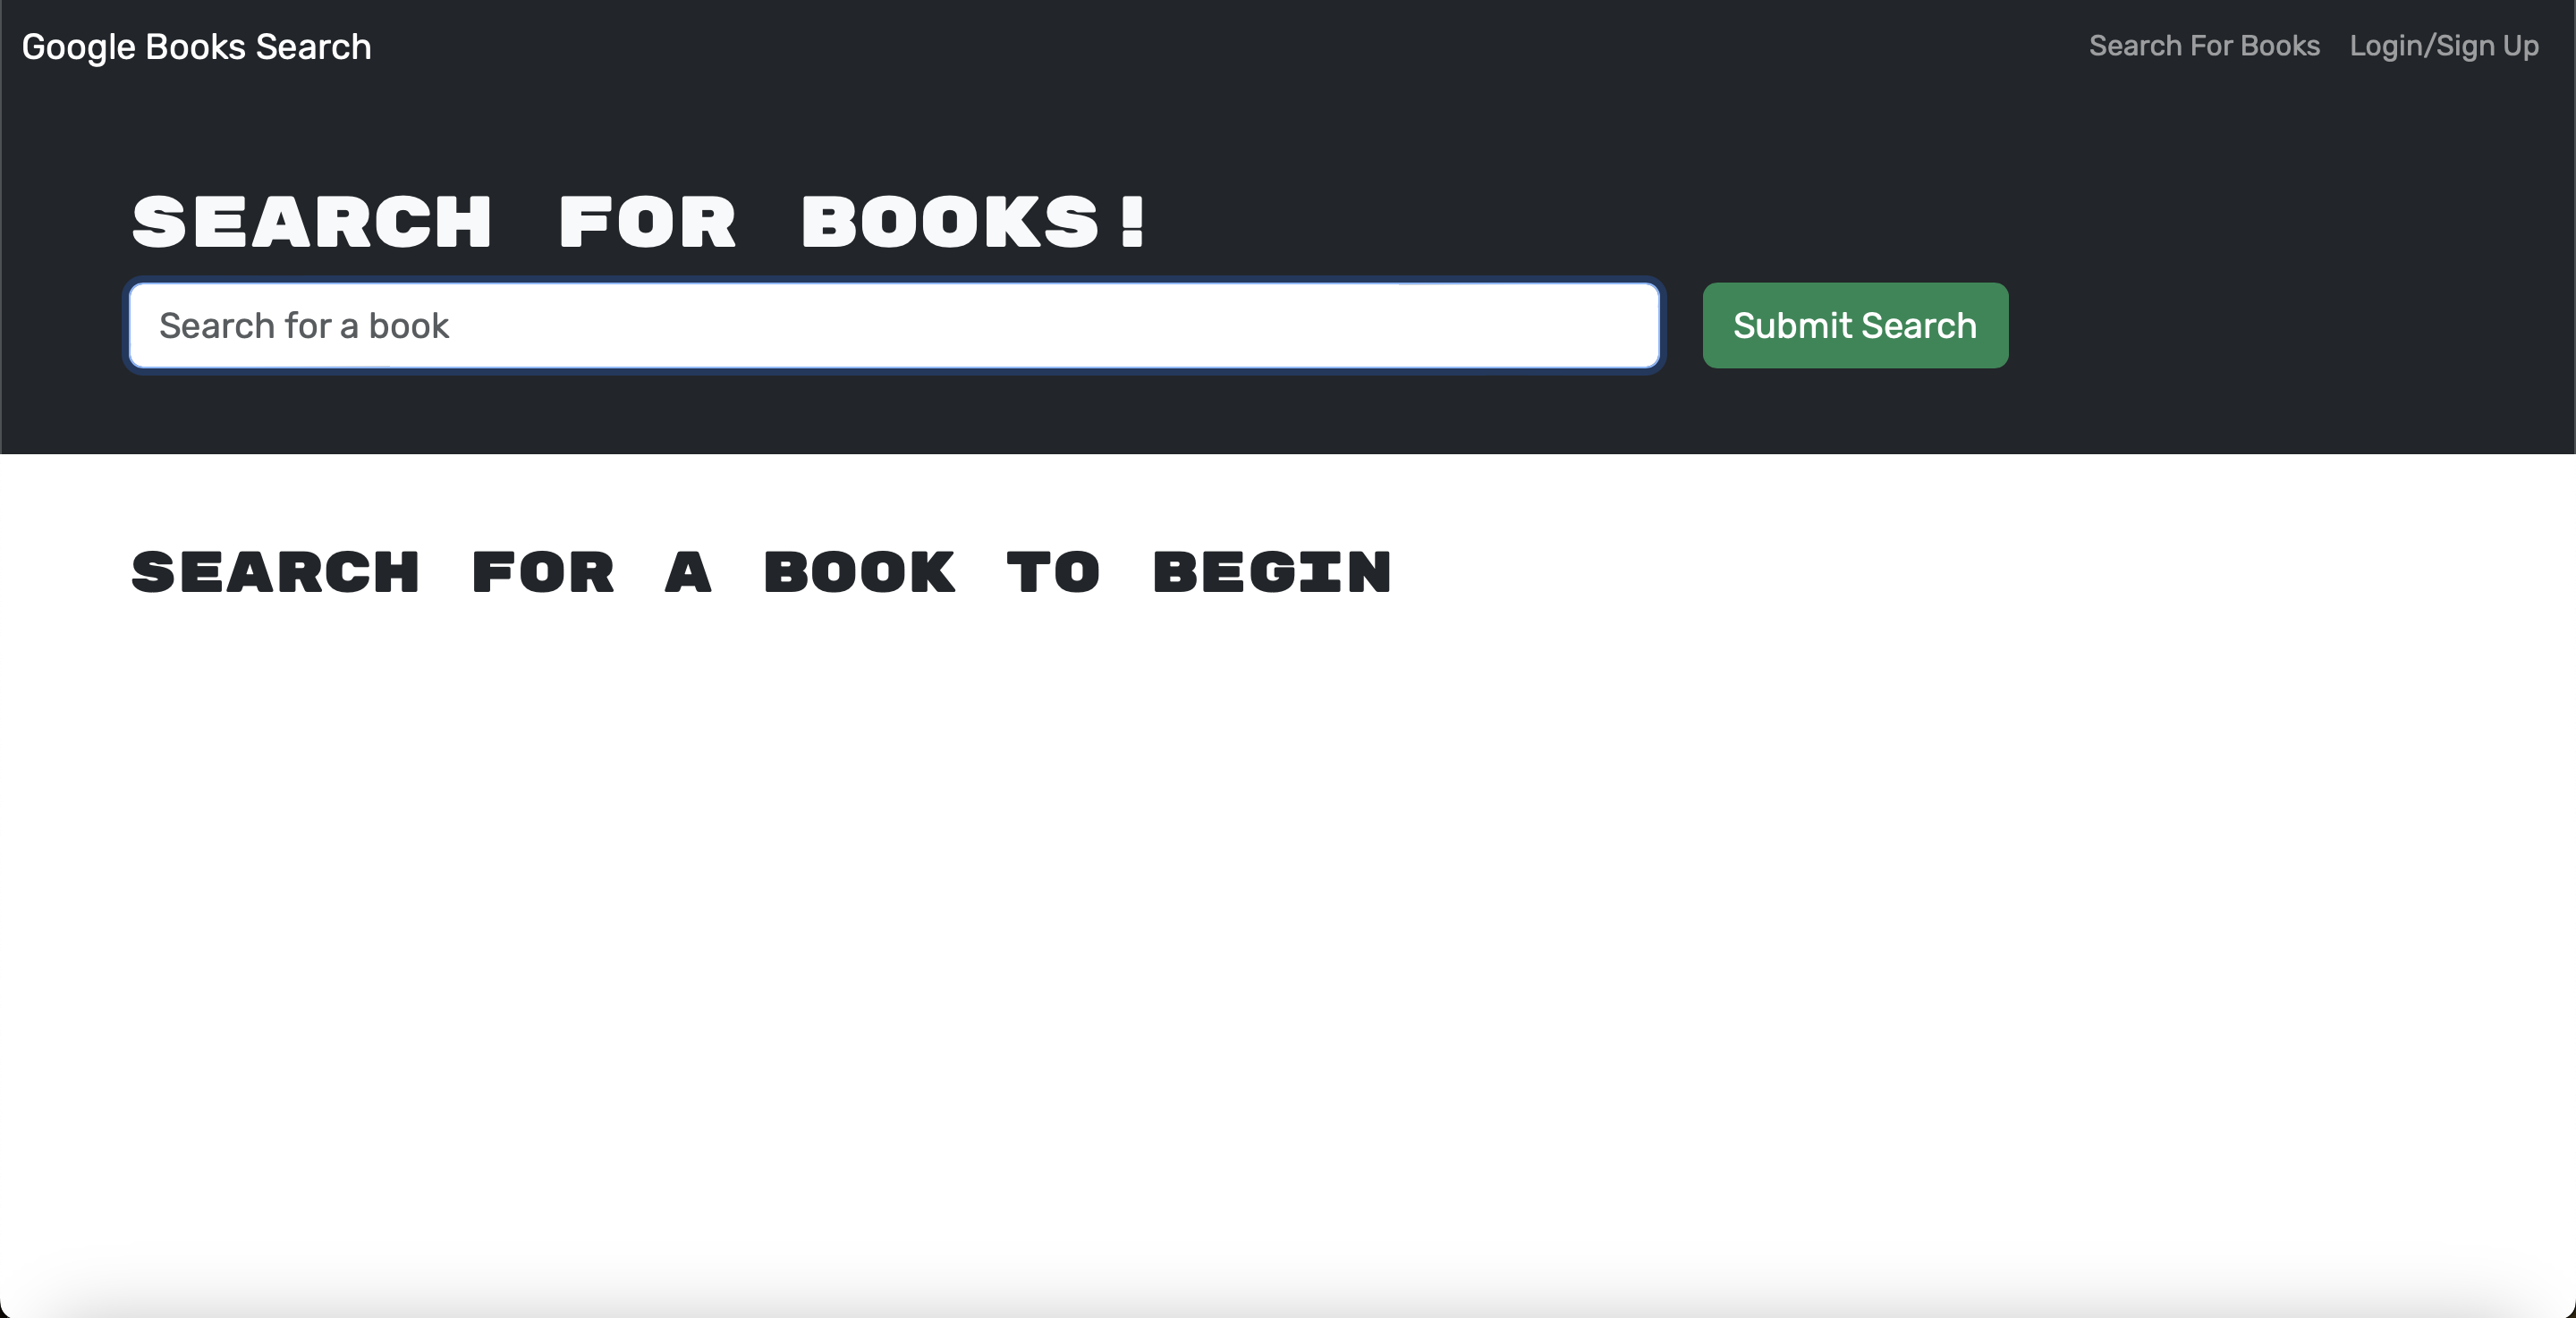 Google Books Search
Search For Books
Login/Sign Up
SEARCH FOR BOOKS!
Search for a book
Submit Search
SEARCH FOR A BOOK TO BEGIN